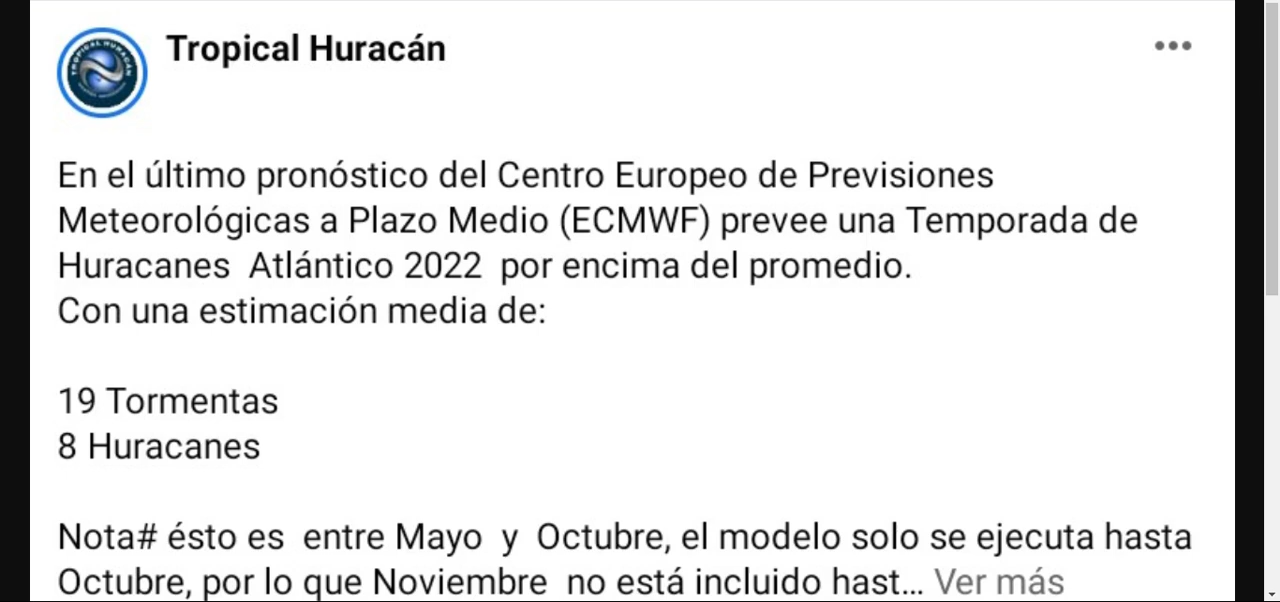 Tropical Huracán
En el último pronóstico del Centro Europeo de Previsiones
Meteorológicas a Plazo Medio (ECMWF) prevee una Temporada de
Huracanes  Atlántico 2022  por encima del promedio.
Con una estimación media de:
19 Tormentas
8 Huracanes
Nota# ésto es  entre Mayo  y  Octubre, el modelo solo se ejecuta hasta
Octubre, por lo que Noviembre  no está incluido hast... Ver más